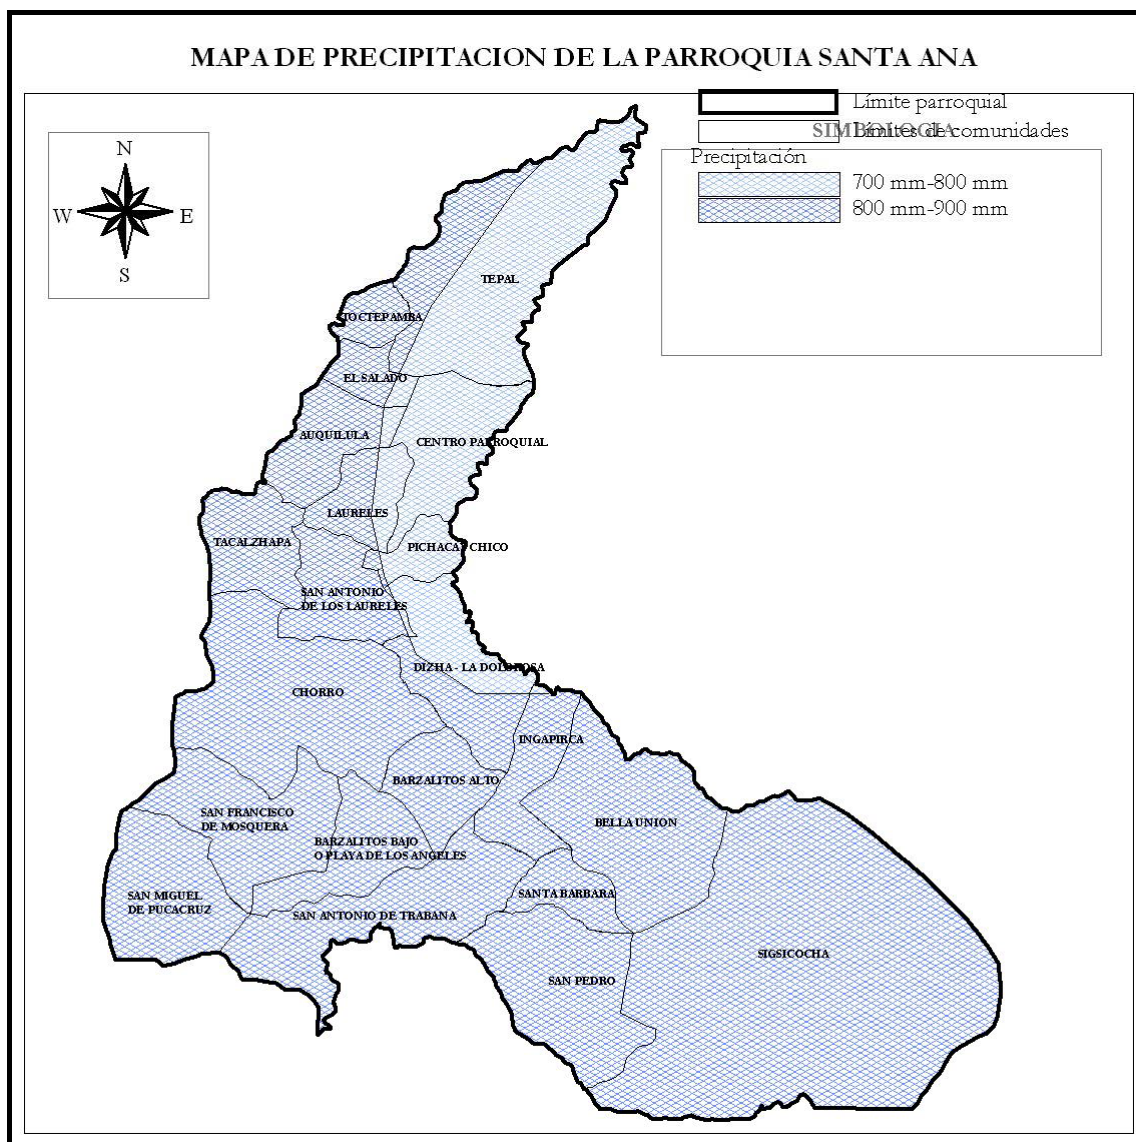 MAPA DE PRECIPITACION DE LA PARROQUIA SANTA ANA
Límite parroquial
SIMBOLOGIA
Límites de comunidades
Precipitación
700 mm-800 mm
800 mm-900 mm
N
W
E
S
TEPAL
TOCTEPAMBA
EL SALADO
AUQUILULA
CENTRO PARROQUIAL
LAURELES
TACALZHAPA
PICHACAY CHICO
SAN ANTONIO
DE LOS LAURELES
DIZHA - LA DOLOROSA
CHORRO
INGAPIRCA
BARZALITOS ALTO
SAN FRANCISCO
DE MOSQUERA
BELLA UNION
BARZALITOS BAJO
O PLAYA DE LOS ANGELES
SAN MIGUEL
DE PUCACRUZ
SANTA BARBARA
SAN ANTONIO DE TRABANA
SIGSICOCHA
SAN PEDRO